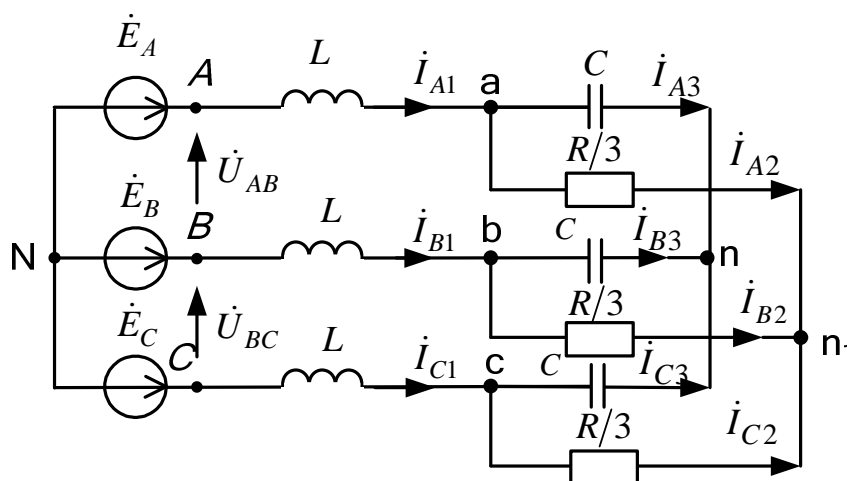 Ė_A A L İ_A1 a C İ_A3
R/3 İ_A2
U̇_AB
Ė_B B L İ_B1 b C İ_B3
N n
R/3 İ_B2
Ė_C U̇_BC
C L İ_C1 c C İ_C3 n
R/3 İ_C2